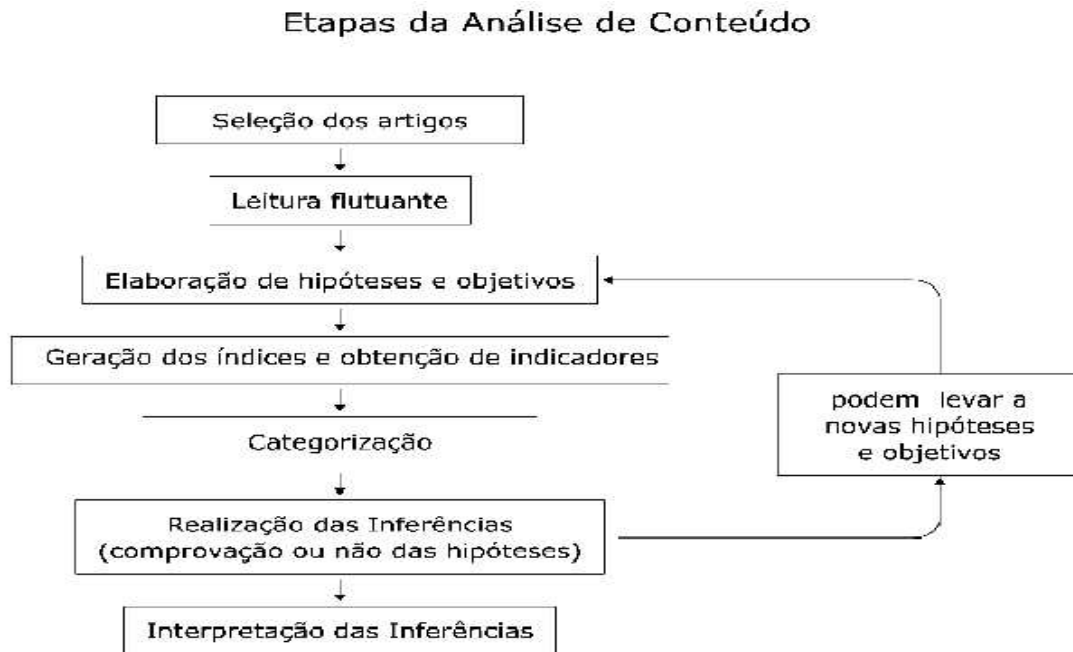 Etapas da Análise de Conteúdo
Seleção dos artigos
Leitura flutuante
Elaboração de hipóteses e objetivos
Geração dos índices e obtenção de indicadores
Categorização
Realização das Inferências
(comprovação ou não das hipóteses)
Interpretação das Inferências
podem levar a
novas hipóteses
e objetivos